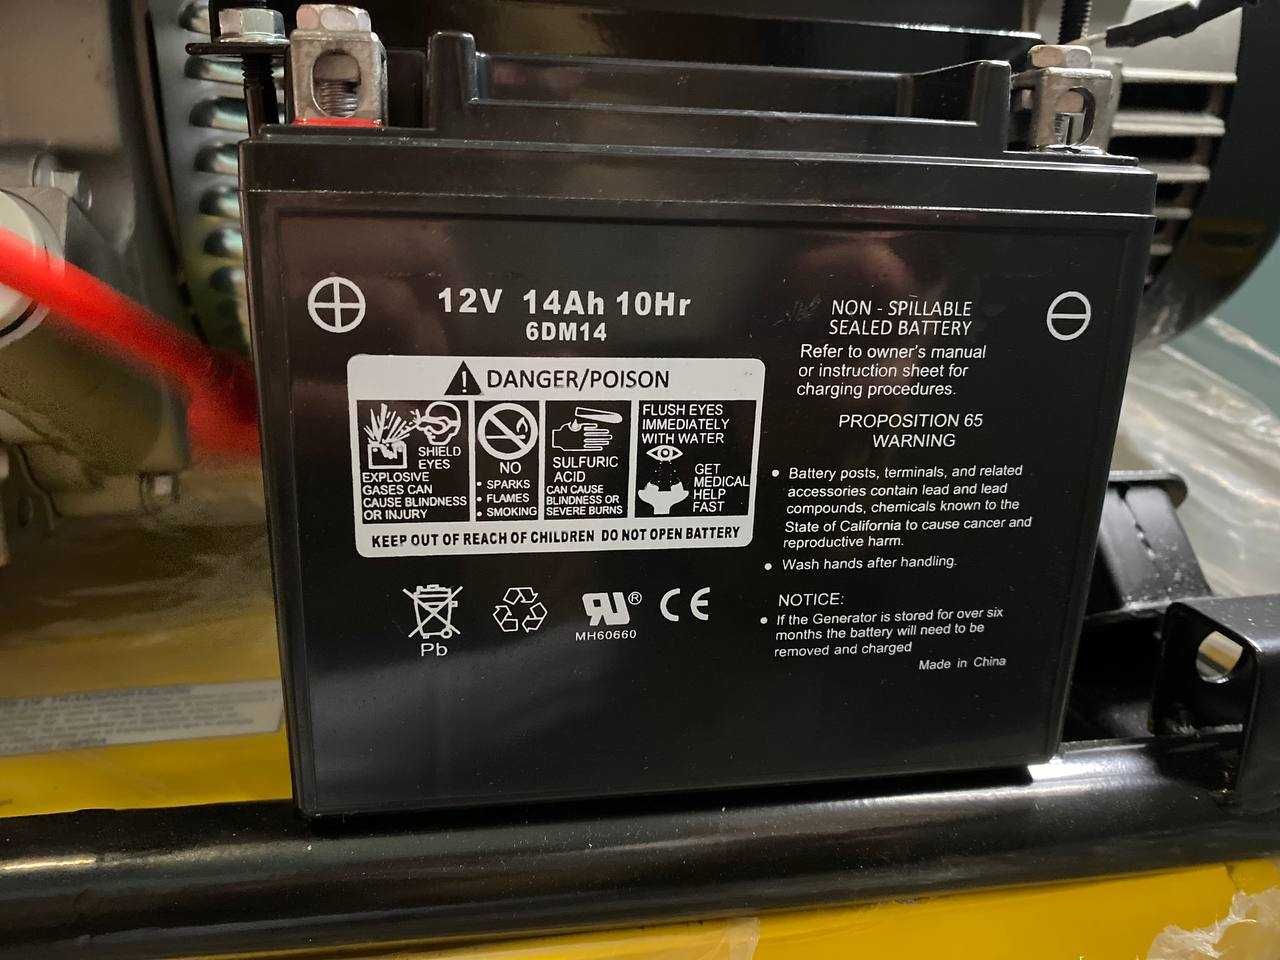 12V 14Ah 10Hr
6DM14
DANGER/POISON
SHIELD
EYES
EXPLOSIVE
GASES CAN
CAUSE BLINDNESS
OR INJURY
NO
• SPARKS
• FLAMES
• SMOKING
SULFURIC
ACID
CAN CAUSE
BLINDNESS OR
SEVERE BURNS
FLUSH EYES
IMMEDIATELY
WITH WATER
GET
MEDICAL
HELP
FAST
KEEP OUT OF REACH OF CHILDREN DO NOT OPEN BATTERY
Pb
RU®
MH60660
CE
NON - SPILLABLE
SEALED BATTERY
Refer to owner's manual
or instruction sheet for
charging procedures.
PROPOSITION 65
WARNING
• Battery posts, terminals, and related
accessories contain lead and lead
compounds, chemicals known to the
State of California to cause cancer and
reproductive harm.
• Wash hands after handling.
NOTICE:
• If the Generator is stored for over six
months the battery will need to be
removed and charged
Made in China